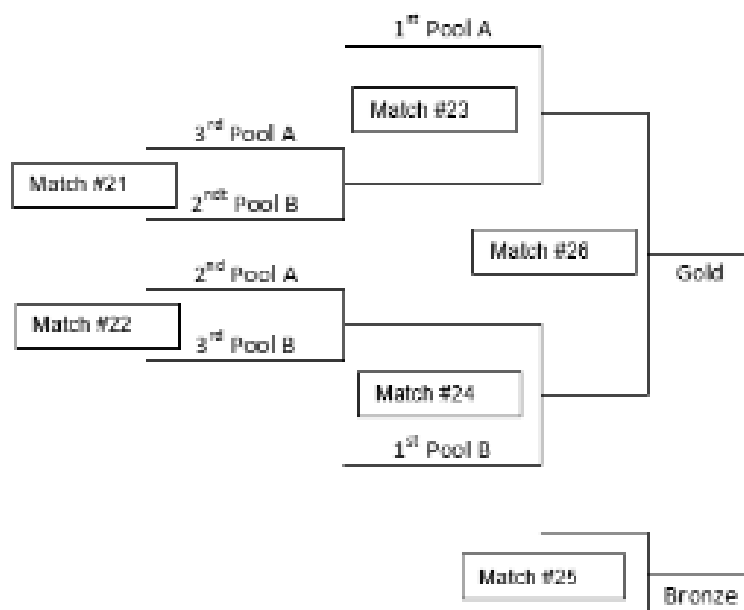 1st Pool A
Match #23
3rd Pool A
Match #21
2ndt Pool B
Match #26
Gold
2nd Pool A
Match #22
3rd Pool B
Match #24
1st Pool B
Match #25
Bronze